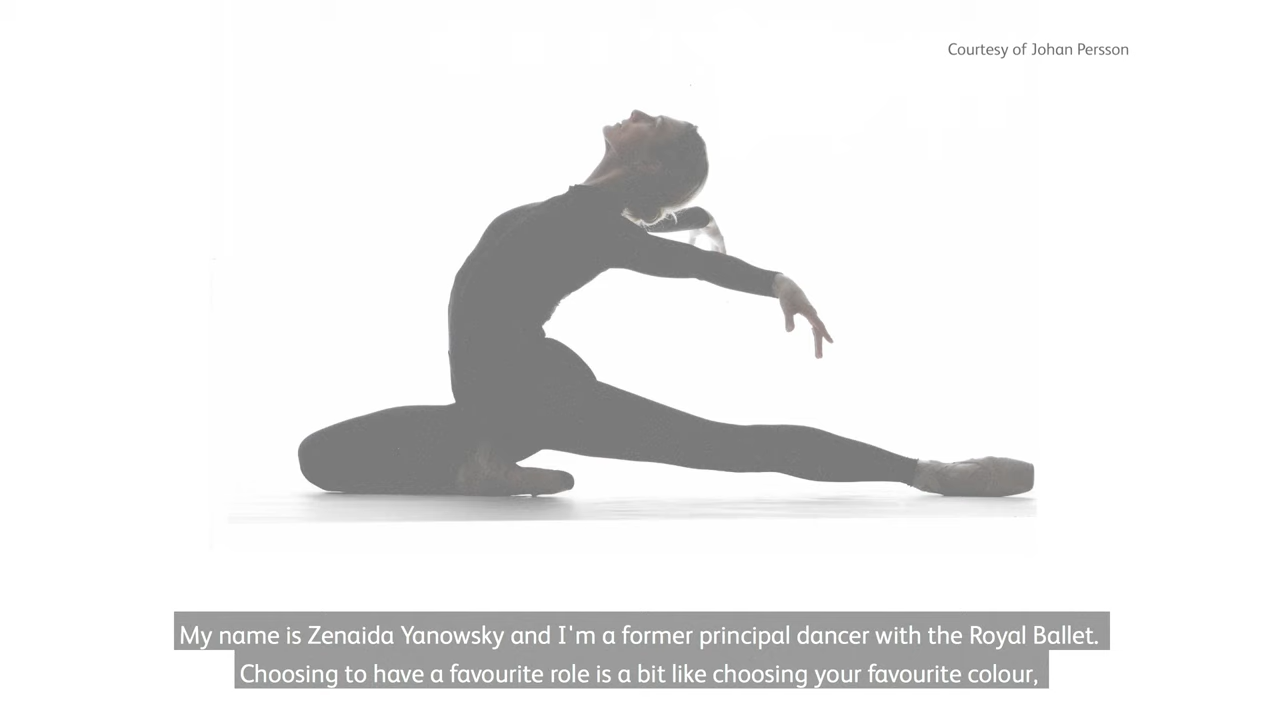 Courtesy of Johan Persson
My name is Zenaida Yanowsky and I'm a former principal dancer with the Royal Ballet.
Choosing to have a favourite role is a bit like choosing your favourite colour,